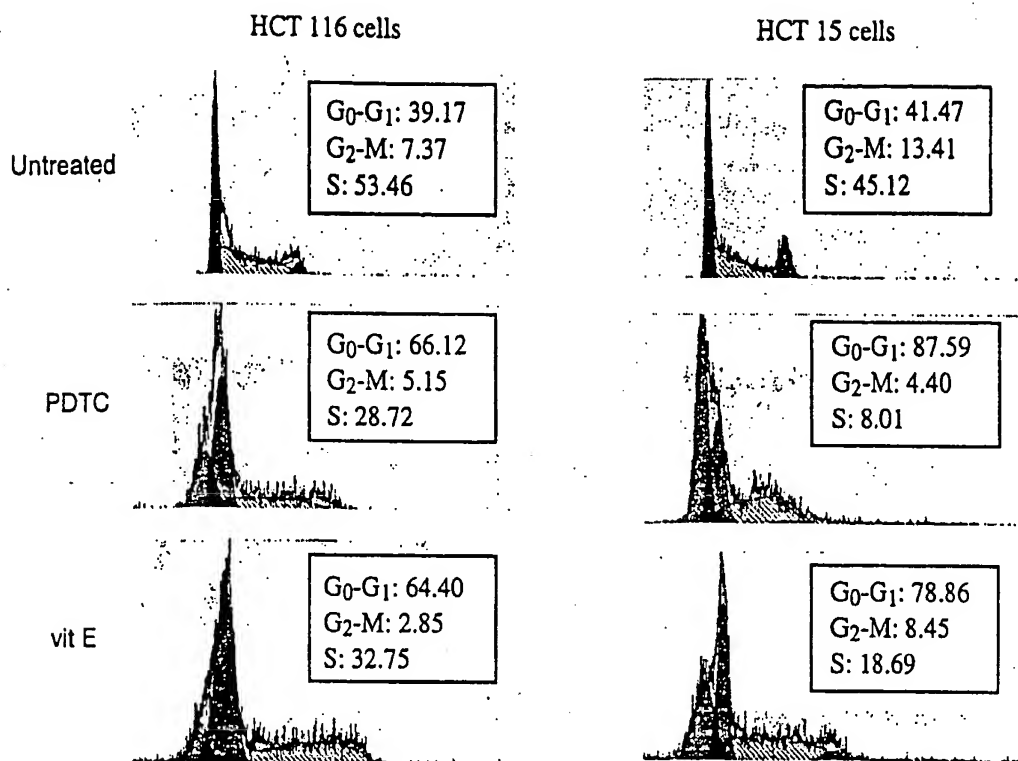 HCT 116 cells
HCT 15 cells
Untreated
G0-G1: 39.17
G2-M: 7.37
S: 53.46
G0-G1: 41.47
G2-M: 13.41
S: 45.12
PDTC
G0-G1: 66.12
G2-M: 5.15
S: 28.72
G0-G1: 87.59
G2-M: 4.40
S: 8.01
vit E
G0-G1: 64.40
G2-M: 2.85
S: 32.75
G0-G1: 78.86
G2-M: 8.45
S: 18.69